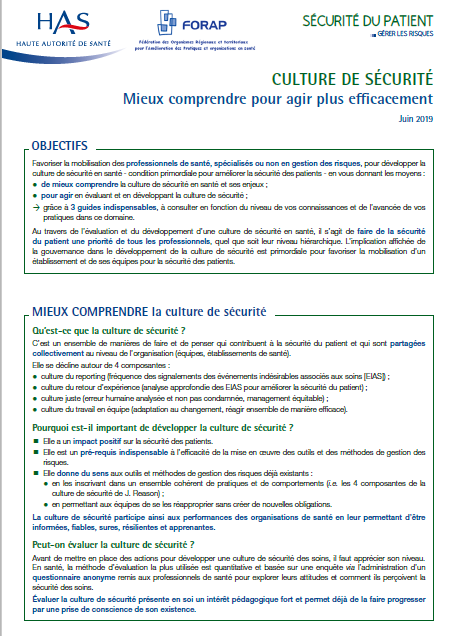 HAS
HAUTE AUTORITÉ DE SANTÉ
FORAP
Fédération des Organismes Régionaux et territoriaux
pour l'amélioration des Pratiques et organisations en santé
SÉCURITÉ DU PATIENT
GÉRER LES RISQUES
CULTURE DE SÉCURITÉ
Mieux comprendre pour agir plus efficacement
Juin 2019
OBJECTIFS
Favoriser la mobilisation des professionnels de santé, spécialisés ou non en gestion des risques, pour développer la
culture de sécurité en santé - condition primordiale pour améliorer la sécurité des patients - en vous donnant les moyens :
● de mieux comprendre la culture de sécurité en santé et ses enjeux ;
● pour agir en évaluant et en développant la culture de sécurité ;
→ grâce à 3 guides indispensables, à consulter en fonction du niveau de vos connaissances et de l'avancée de vos
pratiques dans ce domaine.
Au travers de l'évaluation et du développement d'une culture de sécurité en santé, il s'agit de faire de la sécurité
du patient une priorité de tous les professionnels, quel que soit leur niveau hiérarchique. L'implication affichée de
la gouvernance dans le développement de la culture de sécurité est primordiale pour favoriser la mobilisation d'un
établissement et de ses équipes pour la sécurité des patients.
MIEUX COMPRENDRE la culture de sécurité
Qu'est-ce que la culture de sécurité ?
C'est un ensemble de manières de faire et de penser qui contribuent à la sécurité du patient et qui sont partagées
collectivement au niveau de l'organisation (équipes, établissements de santé).
Elle se décline autour de 4 composantes :
● culture du reporting (fréquence des signalements des événements indésirables associés aux soins [EIAS]) ;
● culture du retour d'expérience (analyse approfondie des EIAS pour améliorer la sécurité du patient) ;
● culture juste (erreur humaine analysée et non pas condamnée, management équitable) ;
● culture du travail en équipe (adaptation au changement, réagir ensemble de manière efficace).
Pourquoi est-il important de développer la culture de sécurité ?
■ Elle a un impact positif sur la sécurité des patients.
■ Elle est un pré-requis indispensable à l'efficacité de la mise en œuvre des outils et des méthodes de gestion des
risques.
■ Elle donne du sens aux outils et méthodes de gestion des risques déjà existants :
● en les inscrivant dans un ensemble cohérent de pratiques et de comportements (i.e. les 4 composantes de la
culture de sécurité de J. Reason) ;
● en permettant aux équipes de se les réapproprier sans créer de nouvelles obligations.
La culture de sécurité participe ainsi aux performances des organisations de santé en leur permettant d'être
informées, fiables, sures, résilientes et apprenantes.
Peut-on évaluer la culture de sécurité ?
Avant de mettre en place des actions pour développer une culture de sécurité des soins, il faut apprécier son niveau.
En santé, la méthode d'évaluation la plus utilisée est quantitative et basée sur une enquête via l'administration d'un
questionnaire anonyme remis aux professionnels de santé pour explorer leurs attitudes et comment ils perçoivent la
sécurité des soins.
Évaluer la culture de sécurité présente en soi un intérêt pédagogique fort et permet déjà de la faire progresser
par une prise de conscience de son existence.